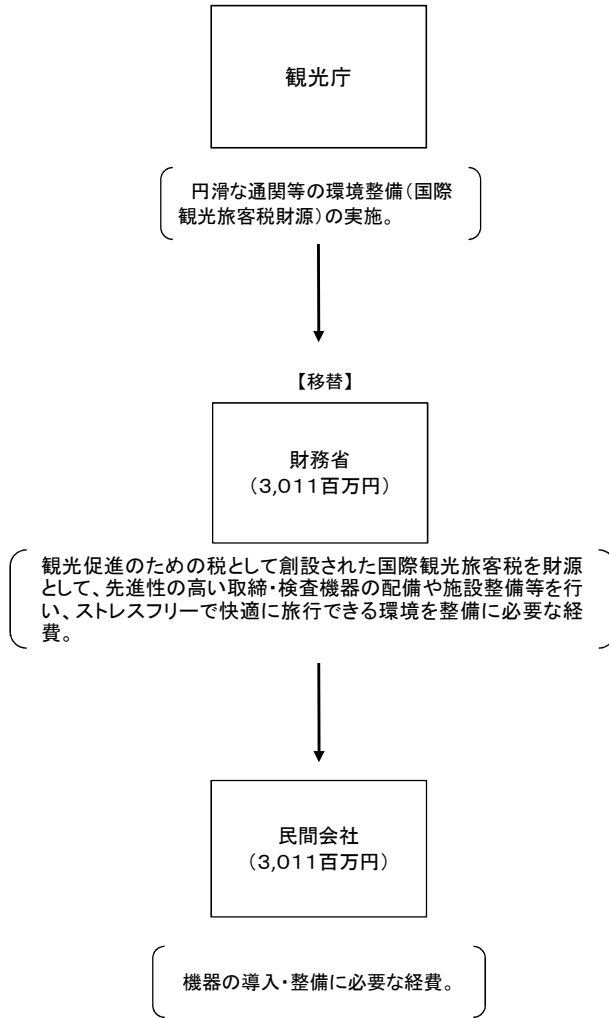 観光庁
円滑な通関等の環境整備（国際
観光旅客税財源）の実施。
【移替】
財務省
（3,011百万円）
観光促進のための税として創設された国際観光旅客税を財源
として、先進性の高い取締・検査機器の配備や施設整備等を行
い、ストレスフリーで快適に旅行できる環境を整備に必要な経
費。
民間会社
（3,011百万円）
機器の導入・整備に必要な経費。